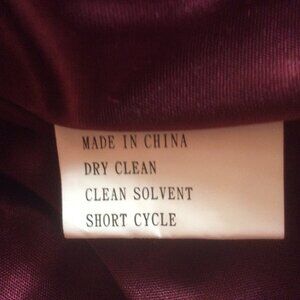 MADE IN CHINA
DRY CLEAN
CLEAN SOLVENT
SHORT CYCLE